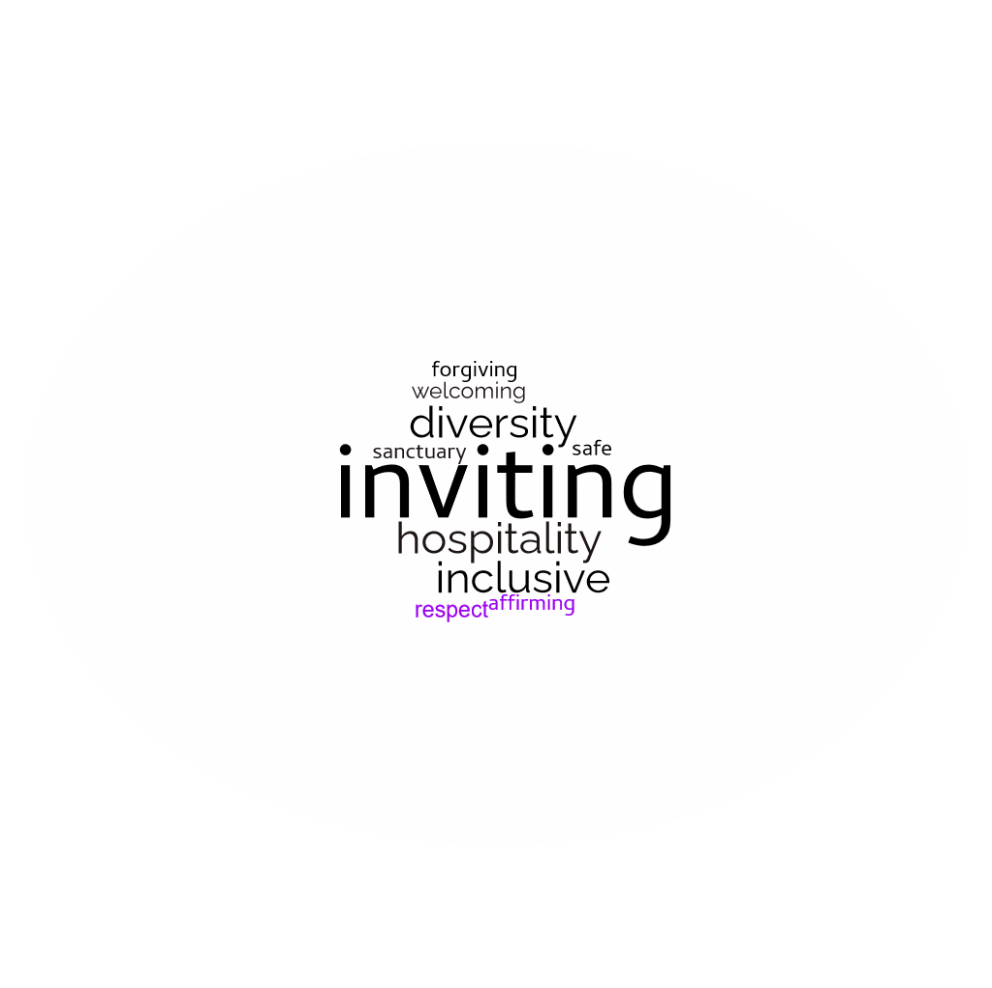 forgiving
welcoming
diversity
sanctuary safe
inviting
hospitality
inclusive
respect affirming